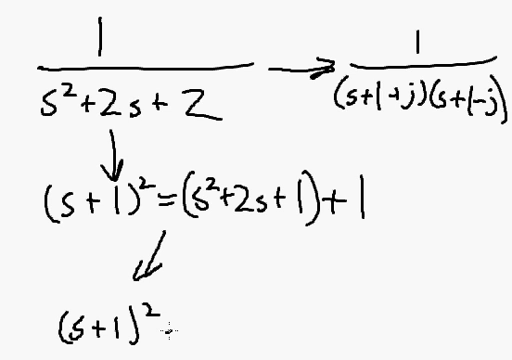 1/(s²+2s+2) → 1/((s+1+j)(s+1-j))
↓
(s+1)²=(s²+2s+1)+1
⇓
(s+1)²